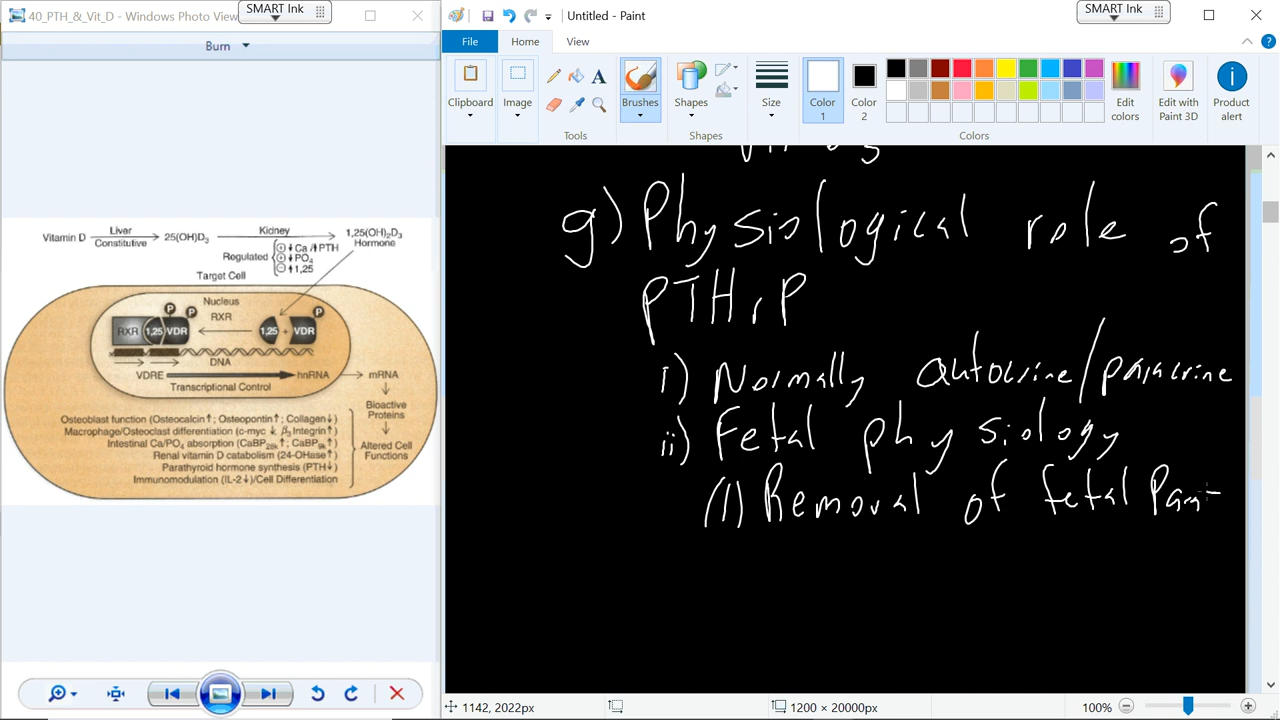 40_PTH_&_Vit_D - Windows Photo View
SMART Ink
Burn
Untitled - Paint
SMART Ink
File
Home
View
Clipboard
Image
Tools
Brushes
Shapes
Shapes
Size
Color 1
Color 2
Colors
Edit colors
Edit with Paint 3D
Product alert
Vitamin D
Liver
Constitutive
25(OH)D3
Kidney
Regulated
+ ↓ Ca /↑ PTH
+ ↓ PO4
− ↑ 1,25
1,25(OH)2D3
Hormone
Target Cell
Nucleus
RXR
P
P
P
RXR
1,25
VDR
1,25 + VDR
DNA
VDRE
hnRNA
mRNA
Transcriptional Control
Bioactive
Proteins
Altered Cell
Functions
Osteoblast function (Osteocalcin↑; Osteopontin↑; Collagen↓)
Macrophage/Osteoclast differentiation (c-myc ↓ β3 Integrin↑)
Intestinal Ca/PO4 absorption (CaBP28k↑; CaBP9k↑)
Renal vitamin D catabolism (24-OHase↑)
Parathyroid hormone synthesis (PTH↓)
Immunomodulation (IL-2↓)/Cell Differentiation
g) Physiological role of
PTHrP
i) Normally autocrine/paracrine
ii) Fetal physiology
(1) Removal of fetal
1142, 2022px
1200 × 20000px
100%